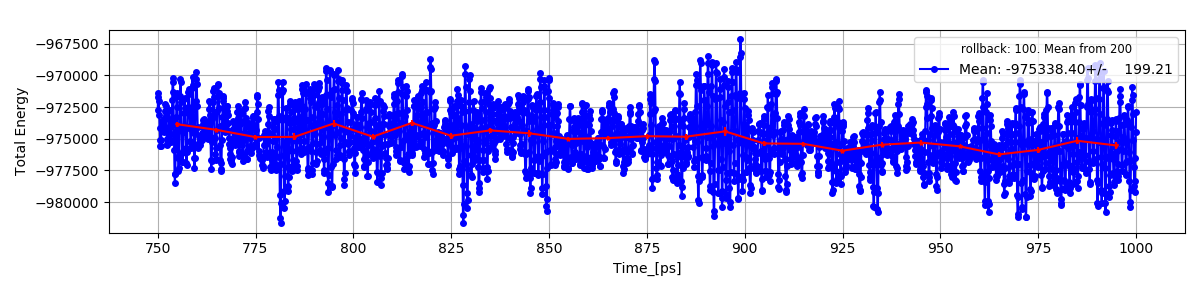 rollback: 100. Mean from 200
Mean: -975338.40+/- 199.21
Total Energy
−967500
−970000
−972500
−975000
−977500
−980000
750 775 800 825 850 875 900 925 950 975 1000
Time_[ps]